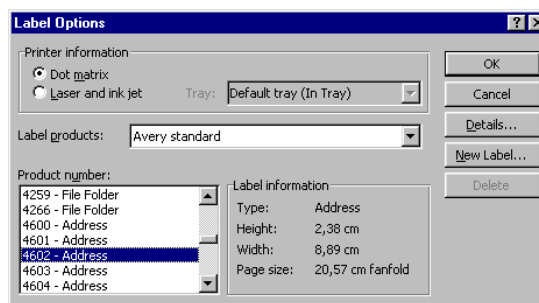 Label Options
Printer information
Dot matrix
Laser and ink jet
Tray:
Default tray (In Tray)
Label products:
Avery standard
Product number:
4259 - File Folder
4266 - File Folder
4600 - Address
4601 - Address
4602 - Address
4603 - Address
4604 - Address
Label information
Type: Address
Height: 2,38 cm
Width: 8,89 cm
Page size: 20,57 cm fanfold
OK
Cancel
Details...
New Label...
Delete